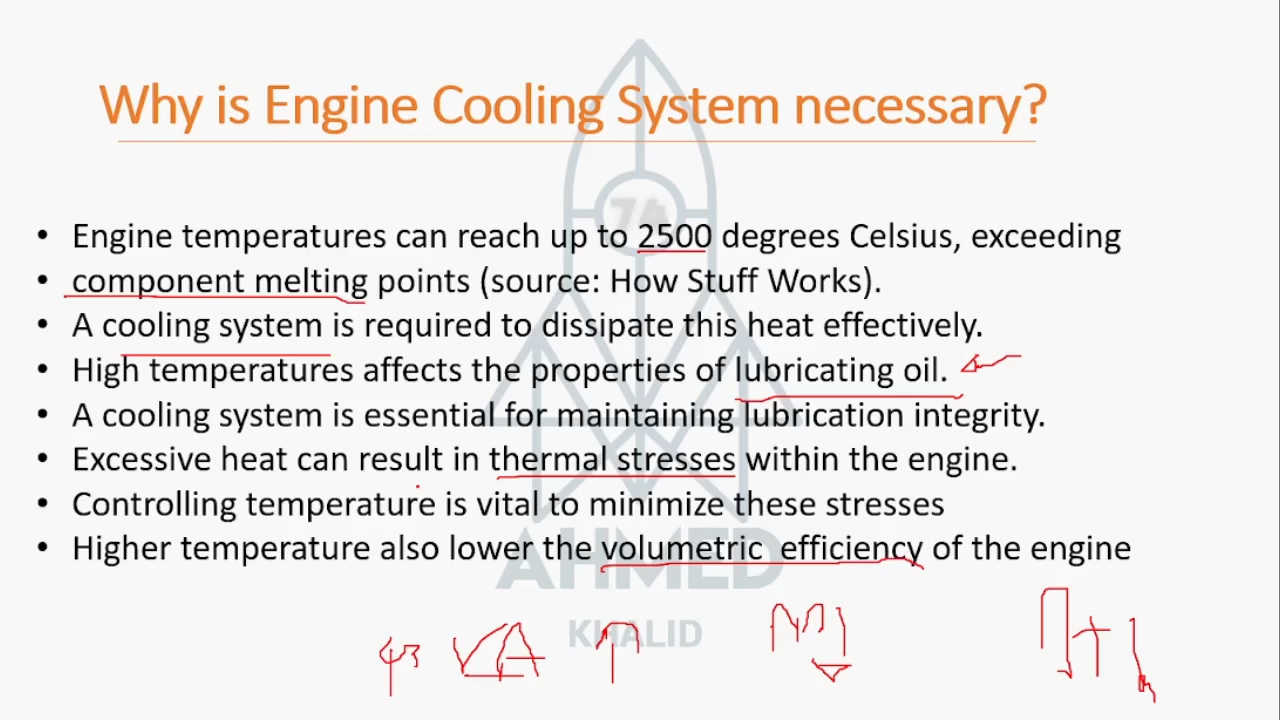 Why is Engine Cooling System necessary?
• Engine temperatures can reach up to 2500 degrees Celsius, exceeding
• component melting points (source: How Stuff Works).
• A cooling system is required to dissipate this heat effectively.
• High temperatures affects the properties of lubricating oil.
• A cooling system is essential for maintaining lubrication integrity.
• Excessive heat can result in thermal stresses within the engine.
• Controlling temperature is vital to minimize these stresses
• Higher temperature also lower the volumetric efficiency of the engine
74
AHMED
KHALID